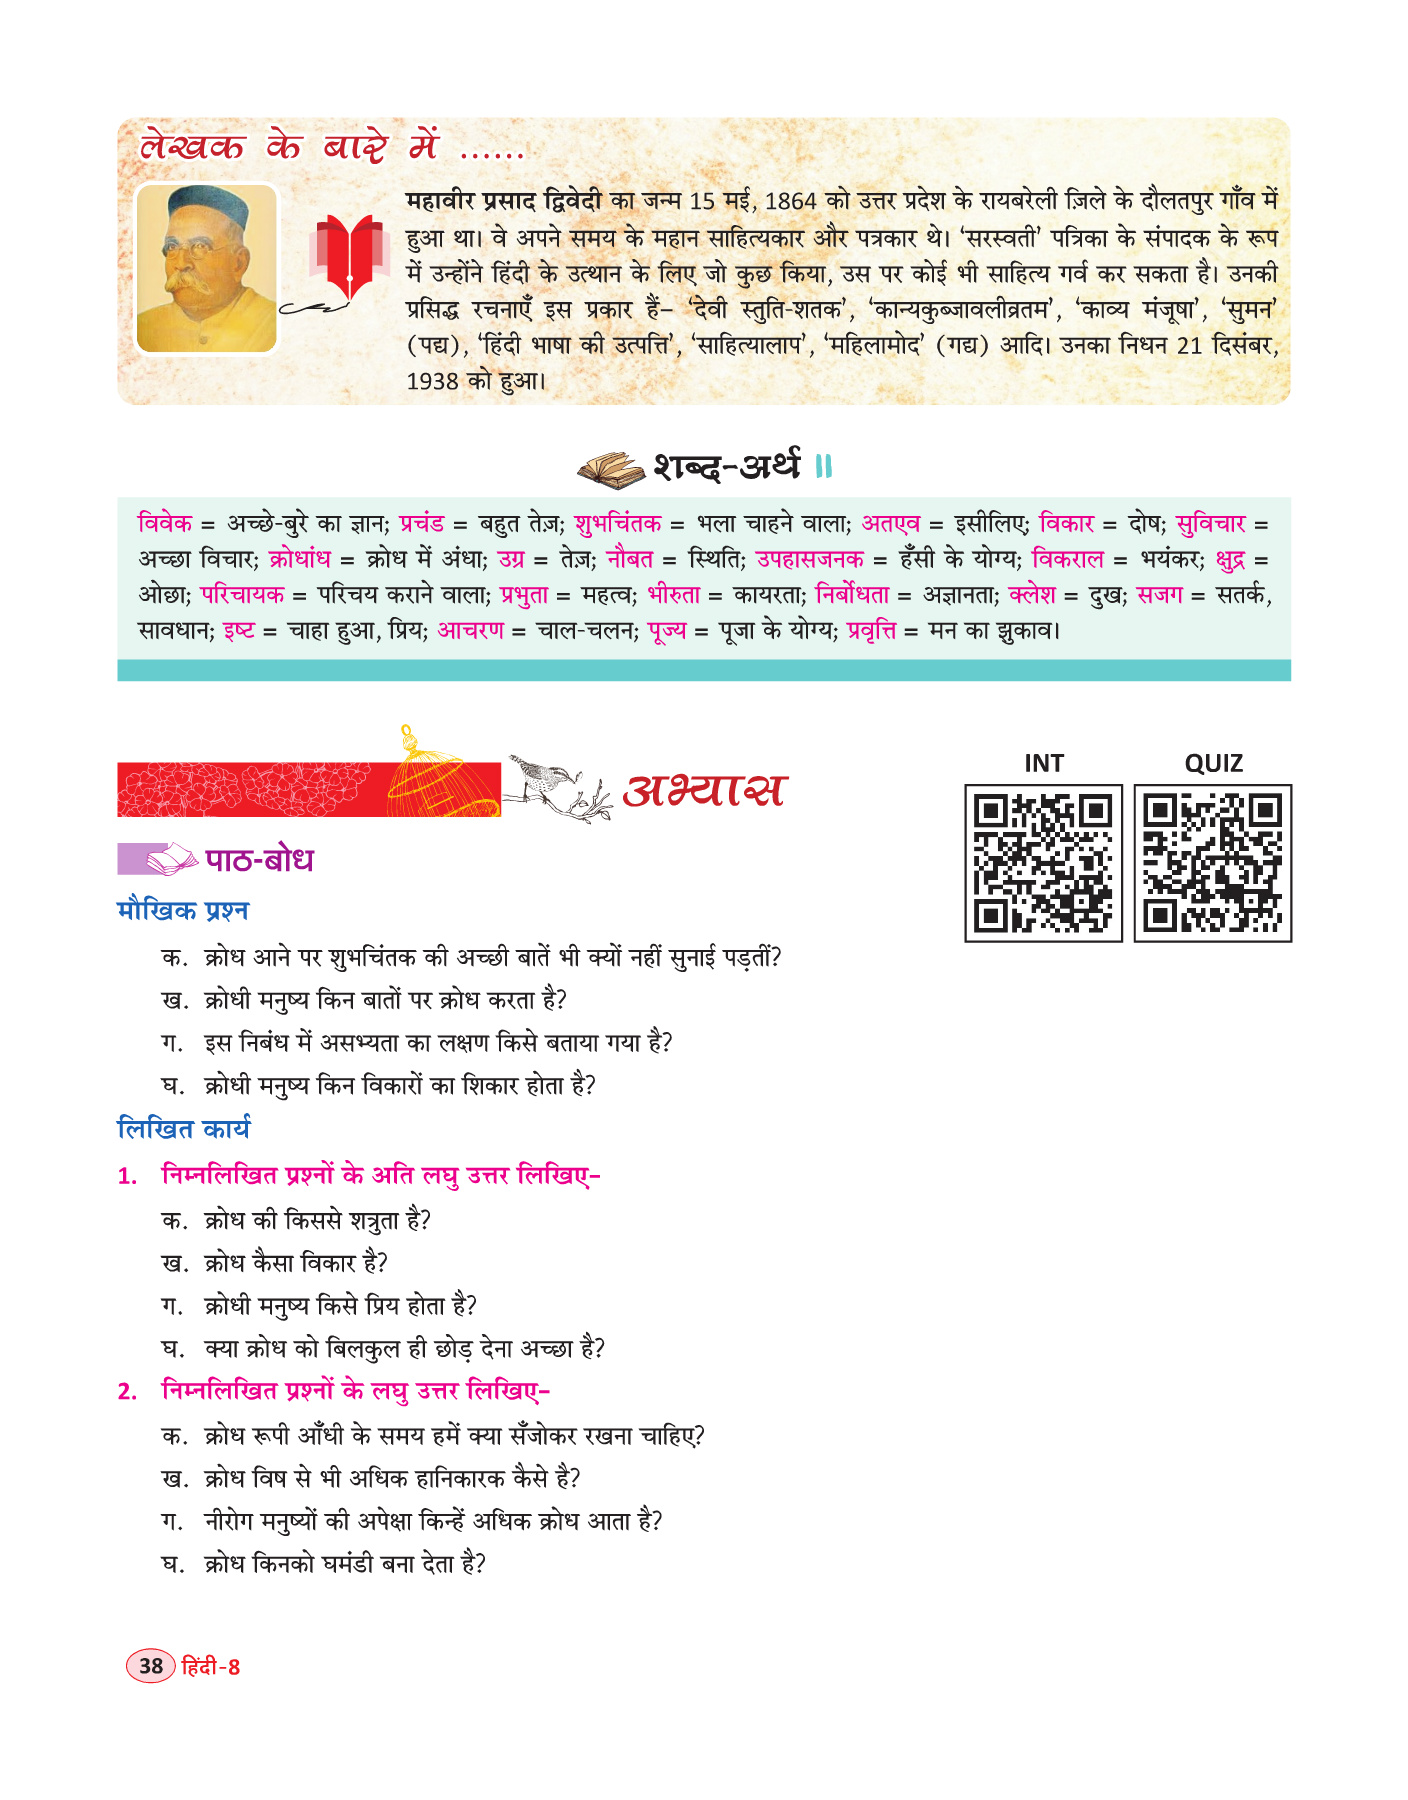 लेखक के बारे में ......
महावीर प्रसाद द्विवेदी का जन्म 15 मई, 1864 को उत्तर प्रदेश के रायबरेली ज़िले के दौलतपुर गाँव में
हुआ था। वे अपने समय के महान साहित्यकार और पत्रकार थे। ‘सरस्वती’ पत्रिका के संपादक के रूप
में उन्होंने हिंदी के उत्थान के लिए जो कुछ किया, उस पर कोई भी साहित्य गर्व कर सकता है। उनकी
प्रसिद्ध रचनाएँ इस प्रकार हैं– ‘देवी स्तुति-शतक’, ‘कान्यकुब्जावलीव्रतम’, ‘काव्य मंजूषा’, ‘सुमन’
(पद्य), ‘हिंदी भाषा की उत्पत्ति’, ‘साहित्यालाप’, ‘महिलामोद’ (गद्य) आदि। उनका निधन 21 दिसंबर,
1938 को हुआ।
शब्द-अर्थ
विवेक = अच्छे-बुरे का ज्ञान; प्रचंड = बहुत तेज़; शुभचिंतक = भला चाहने वाला; अतएव = इसीलिए; विकार = दोष; सुविचार =
अच्छा विचार; क्रोधांध = क्रोध में अंधा; उग्र = तेज़; नौबत = स्थिति; उपहासजनक = हँसी के योग्य; विकराल = भयंकर; क्षुद्र =
ओछा; परिचायक = परिचय कराने वाला; प्रभुता = महत्व; भीरुता = कायरता; निर्बोधता = अज्ञानता; क्लेश = दुख; सजग = सतर्क,
सावधान; इष्ट = चाहा हुआ, प्रिय; आचरण = चाल-चलन; पूज्य = पूजा के योग्य; प्रवृत्ति = मन का झुकाव।
अभ्यास
INT QUIZ
पाठ-बोध
मौखिक प्रश्न
क. क्रोध आने पर शुभचिंतक की अच्छी बातें भी क्यों नहीं सुनाई पड़तीं?
ख. क्रोधी मनुष्य किन बातों पर क्रोध करता है?
ग. इस निबंध में असभ्यता का लक्षण किसे बताया गया है?
घ. क्रोधी मनुष्य किन विकारों का शिकार होता है?
लिखित कार्य
1. निम्नलिखित प्रश्नों के अति लघु उत्तर लिखिए–
क. क्रोध की किससे शत्रुता है?
ख. क्रोध कैसा विकार है?
ग. क्रोधी मनुष्य किसे प्रिय होता है?
घ. क्या क्रोध को बिलकुल ही छोड़ देना अच्छा है?
2. निम्नलिखित प्रश्नों के लघु उत्तर लिखिए–
क. क्रोध रूपी आँधी के समय हमें क्या सँजोकर रखना चाहिए?
ख. क्रोध विष से भी अधिक हानिकारक कैसे है?
ग. नीरोग मनुष्यों की अपेक्षा किन्हें अधिक क्रोध आता है?
घ. क्रोध किनको घमंडी बना देता है?
38 हिंदी-8